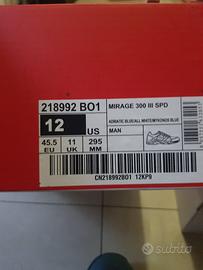 218992 BO1
MIRAGE 300 III SPD
ADRIATIC BLUE/ALL WHITE/MYKONOS BLUE
12 US
MAN
45.5 EU
11 UK
295 MM
CN218992BO1 12KP9
subito